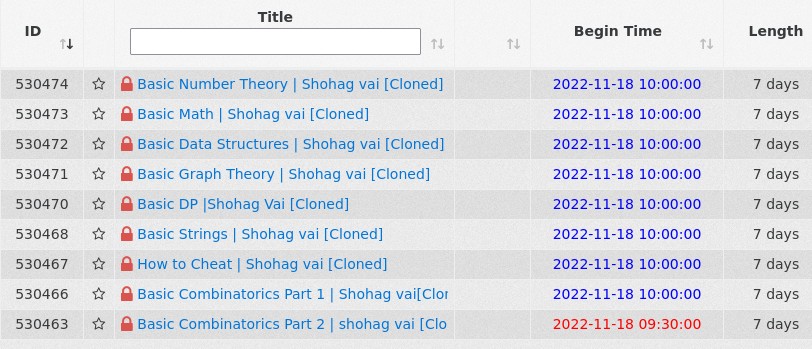 ID Title Begin Time Length
530474 Basic Number Theory | Shohag vai [Cloned] 2022-11-18 10:00:00 7 days
530473 Basic Math | Shohag vai [Cloned] 2022-11-18 10:00:00 7 days
530472 Basic Data Structures | Shohag vai [Cloned] 2022-11-18 10:00:00 7 days
530471 Basic Graph Theory | Shohag vai [Cloned] 2022-11-18 10:00:00 7 days
530470 Basic DP |Shohag Vai [Cloned] 2022-11-18 10:00:00 7 days
530468 Basic Strings | Shohag vai [Cloned] 2022-11-18 10:00:00 7 days
530467 How to Cheat | Shohag vai [Cloned] 2022-11-18 10:00:00 7 days
530466 Basic Combinatorics Part 1 | Shohag vai[Clor 2022-11-18 10:00:00 7 days
530463 Basic Combinatorics Part 2 | shohag vai [Clo 2022-11-18 09:30:00 7 days